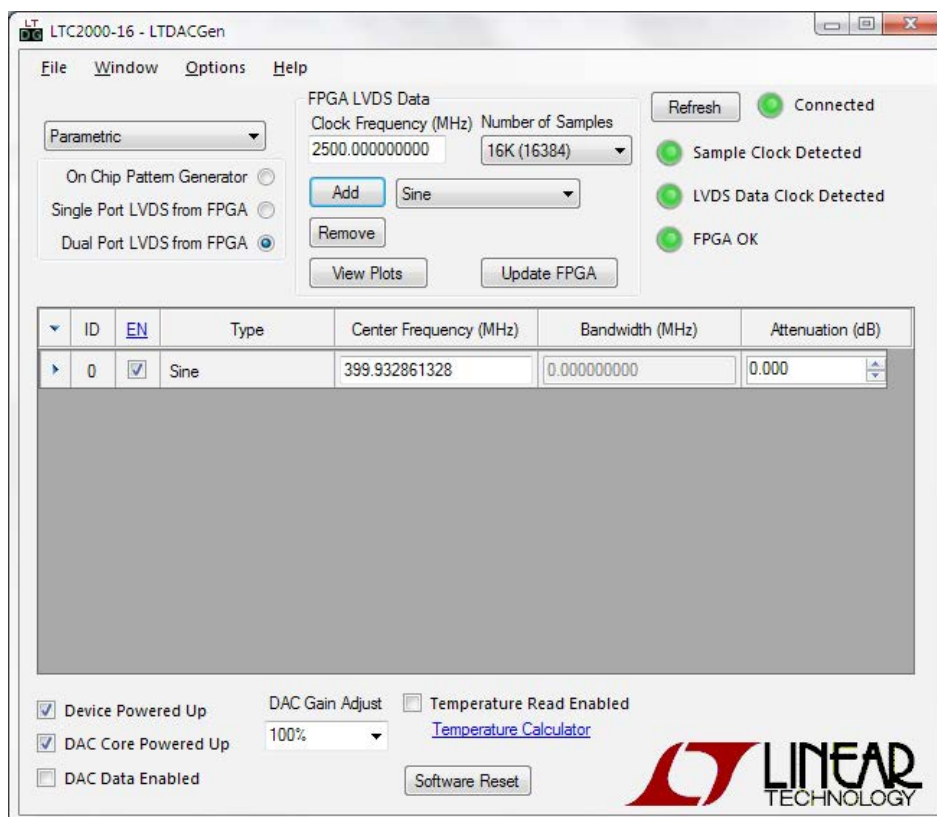 LT
DG
LTC2000-16 - LTDACGen
File Window Options Help
Parametric
On Chip Pattern Generator
Single Port LVDS from FPGA
Dual Port LVDS from FPGA
FPGA LVDS Data
Clock Frequency (MHz) Number of Samples
2500.000000000 16K (16384)
Add Sine
Remove
View Plots Update FPGA
Refresh Connected
Sample Clock Detected
LVDS Data Clock Detected
FPGA OK
ID EN Type Center Frequency (MHz) Bandwidth (MHz) Attenuation (dB)
0 Sine 399.932861328 0.000000000 0.000
Device Powered Up
DAC Core Powered Up
DAC Data Enabled
DAC Gain Adjust
100%
Temperature Read Enabled
Temperature Calculator
Software Reset
LINEAR
TECHNOLOGY